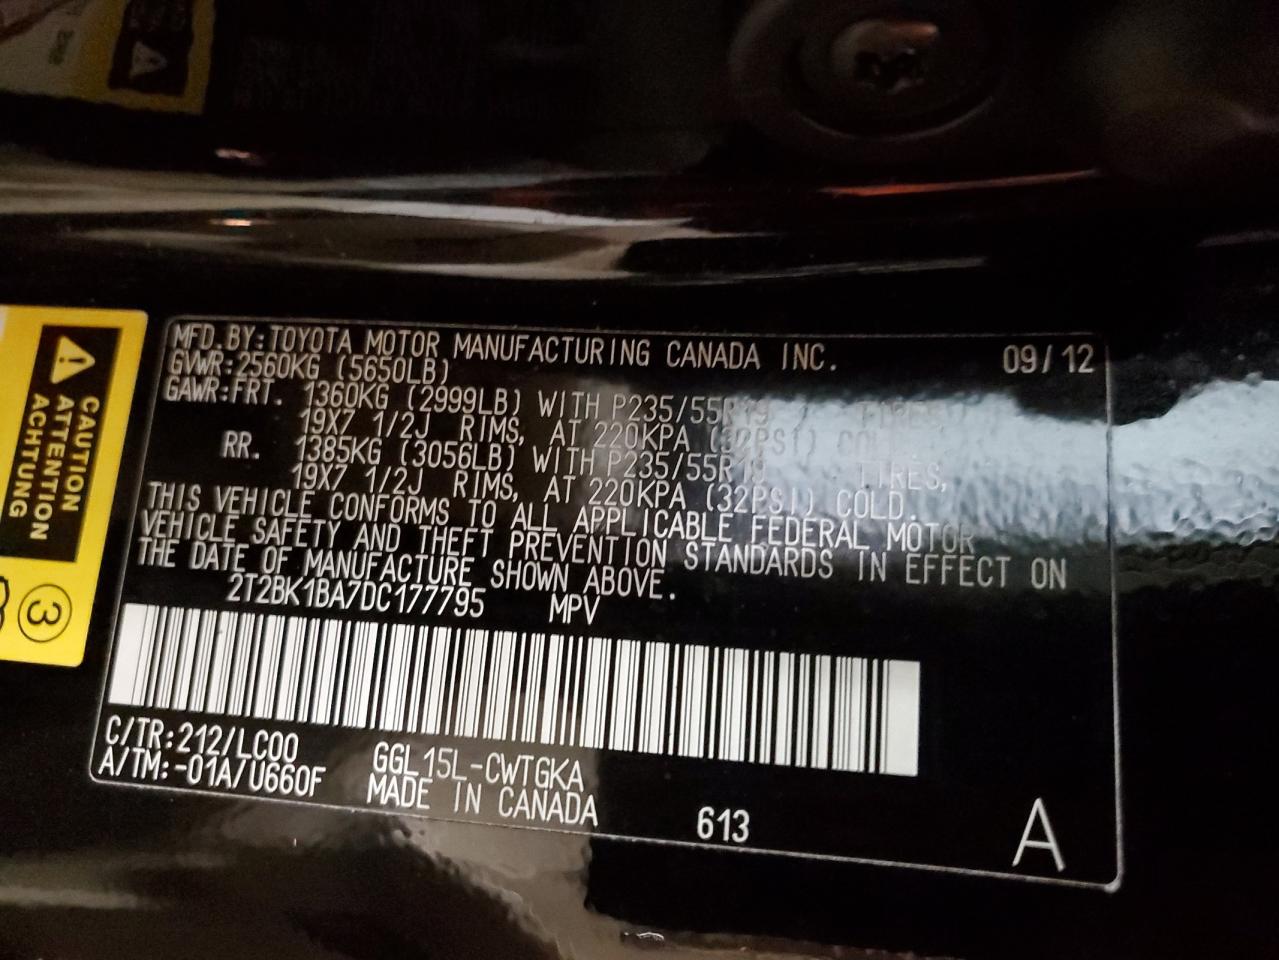 MFD.BY:TOYOTA MOTOR MANUFACTURING CANADA INC. 09/12
GVWR:2560KG (5650LB)
GAWR:FRT. 1360KG (2999LB) WITH P235/55R19 TIRES,
19X7 1/2J RIMS, AT 220KPA (32PSI) COLD.
RR. 1385KG (3056LB) WITH P235/55R19 TIRES,
19X7 1/2J RIMS, AT 220KPA (32PSI) COLD.
THIS VEHICLE CONFORMS TO ALL APPLICABLE FEDERAL MOTOR
VEHICLE SAFETY AND THEFT PREVENTION STANDARDS IN EFFECT ON
THE DATE OF MANUFACTURE SHOWN ABOVE.
2T2BK1BA7DC177795 MPV
C/TR:212/LC00 GGL15L-CWTGKA
A/TM:-01A/U660F MADE IN CANADA
613 A
CAUTION
ATTENTION
ACHTUNG
3